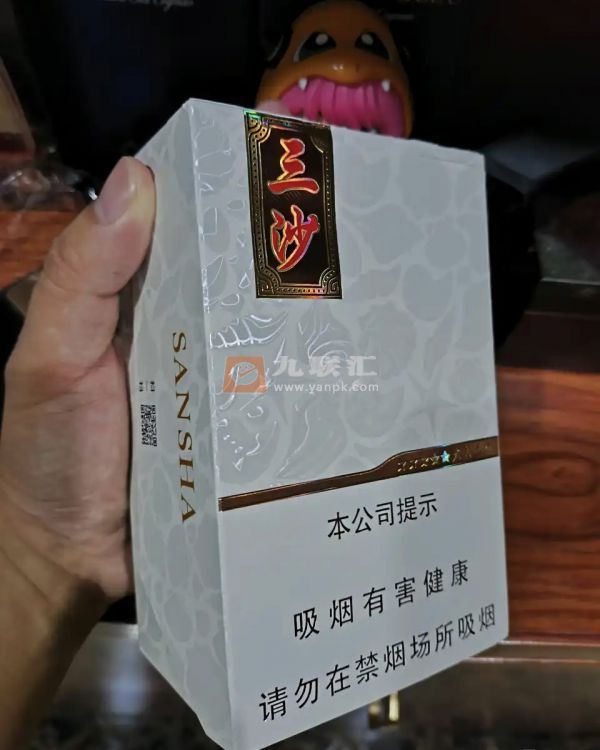 三沙
SANSHA
九联汇
www.yanpk.com
本公司提示
吸烟有害健康
请勿在禁烟场所吸烟